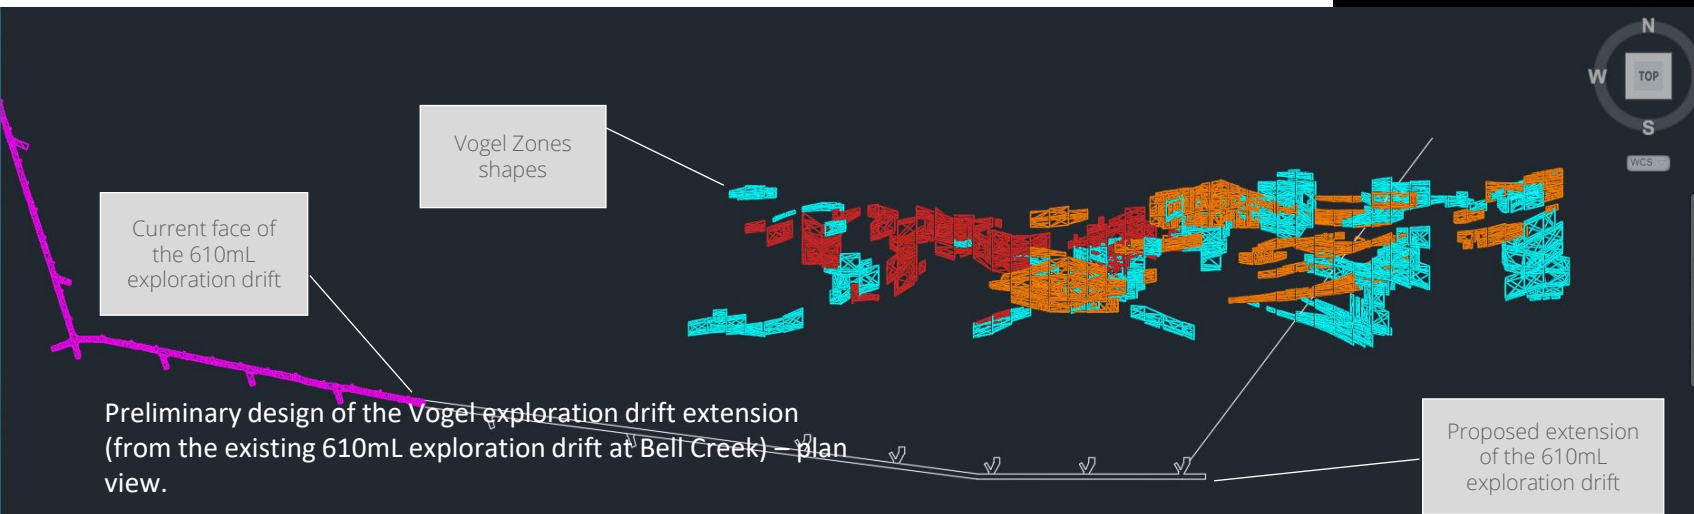 N
W
TOP
S
WCS
Vogel Zones
shapes
Current face of
the 610mL
exploration drift
Preliminary design of the Vogel exploration drift extension
(from the existing 610mL exploration drift at Bell Creek) – plan
view.
Proposed extension
of the 610mL
exploration drift